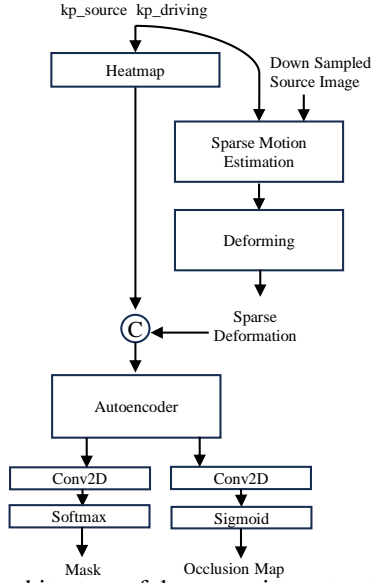 kp_source kp_driving
Heatmap
Down Sampled
Source Image
Sparse Motion
Estimation
Deforming
Sparse
Deformation
C
Autoencoder
Conv2D
Conv2D
Softmax
Sigmoid
Mask
Occlusion Map